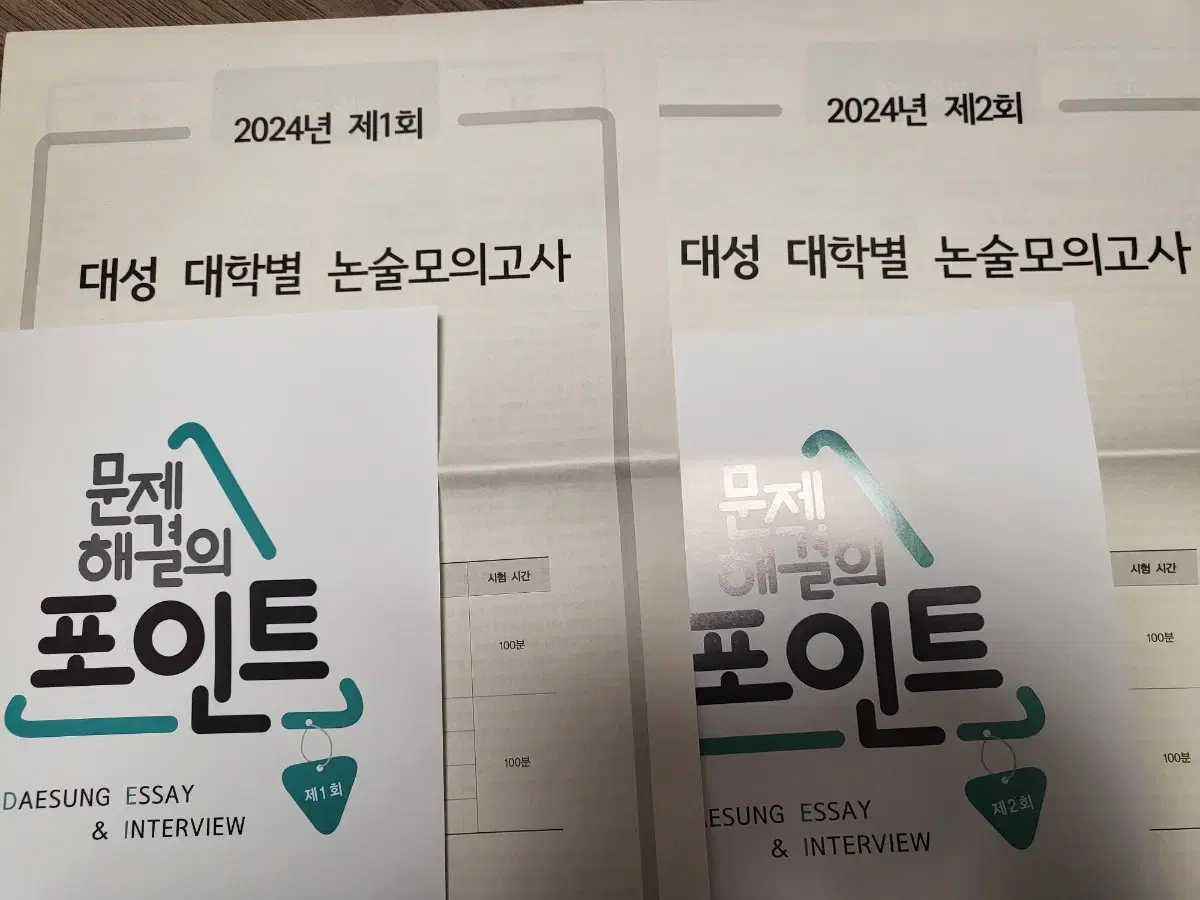 2024년 제1회
대성 대학별 논술모의고사
문제
해결의
포인트
DAESUNG ESSAY
& INTERVIEW
제1회
시험 시간
100분
100분
2024년 제2회
대성 대학별 논술모의고사
문제
해결의
포인트
ESUNG ESSAY
& INTERVIEW
제2회
시험 시간
100분
100분